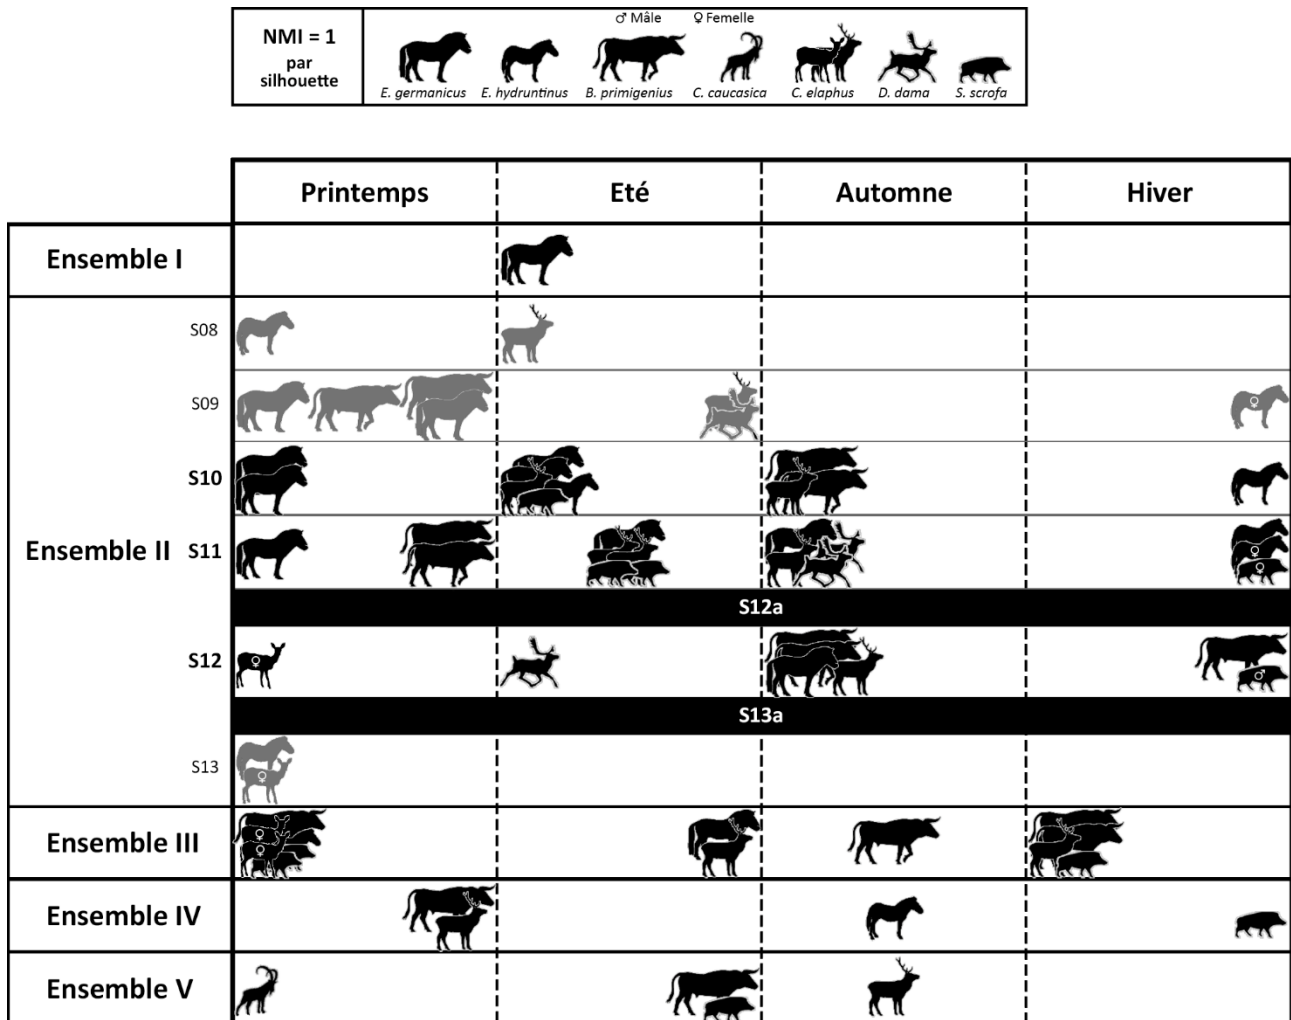 ♂ Mâle ♀ Femelle
NMI = 1
par
silhouette
E. germanicus E. hydruntinus B. primigenius C. caucasica C. elaphus D. dama S. scrofa
Printemps Eté Automne Hiver
Ensemble I
S08
S09
♀
S10
Ensemble II S11
♀
♀
S12a
S12
♀
♂
S13a
S13
♀
Ensemble III
♀
♀
Ensemble IV
Ensemble V